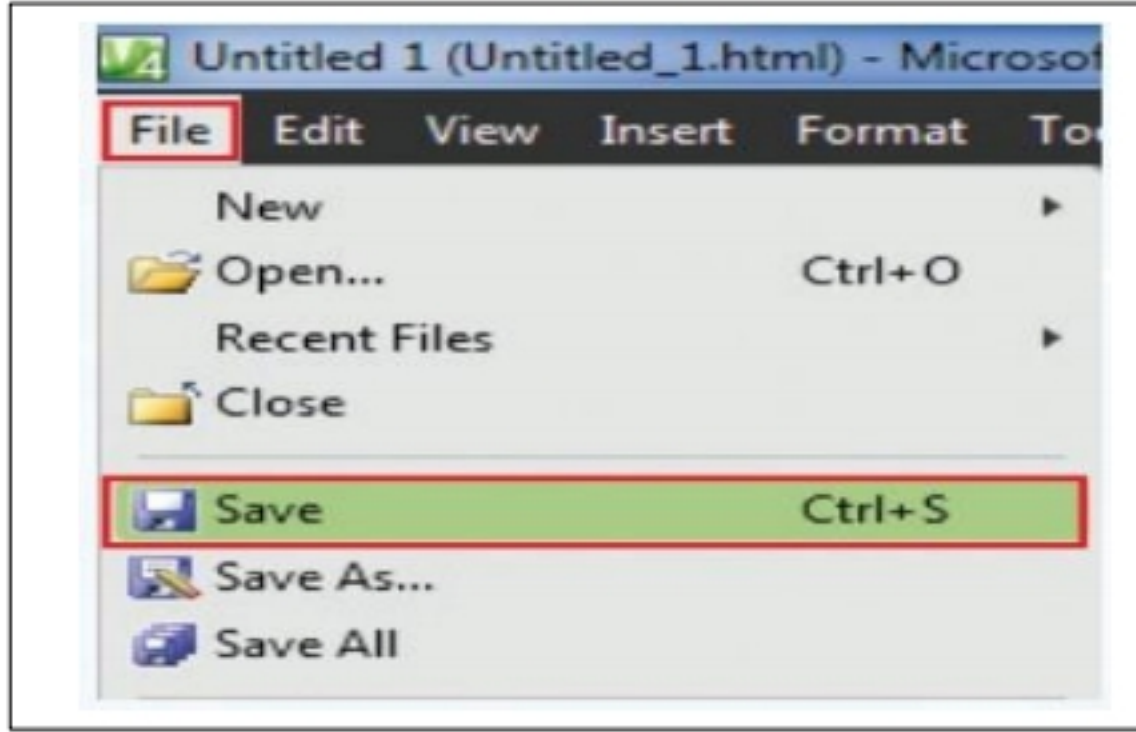 Untitled 1 (Untitled_1.html) - Microsof
File Edit View Insert Format To
New
Open... Ctrl+O
Recent Files
Close
Save Ctrl+S
Save As...
Save All